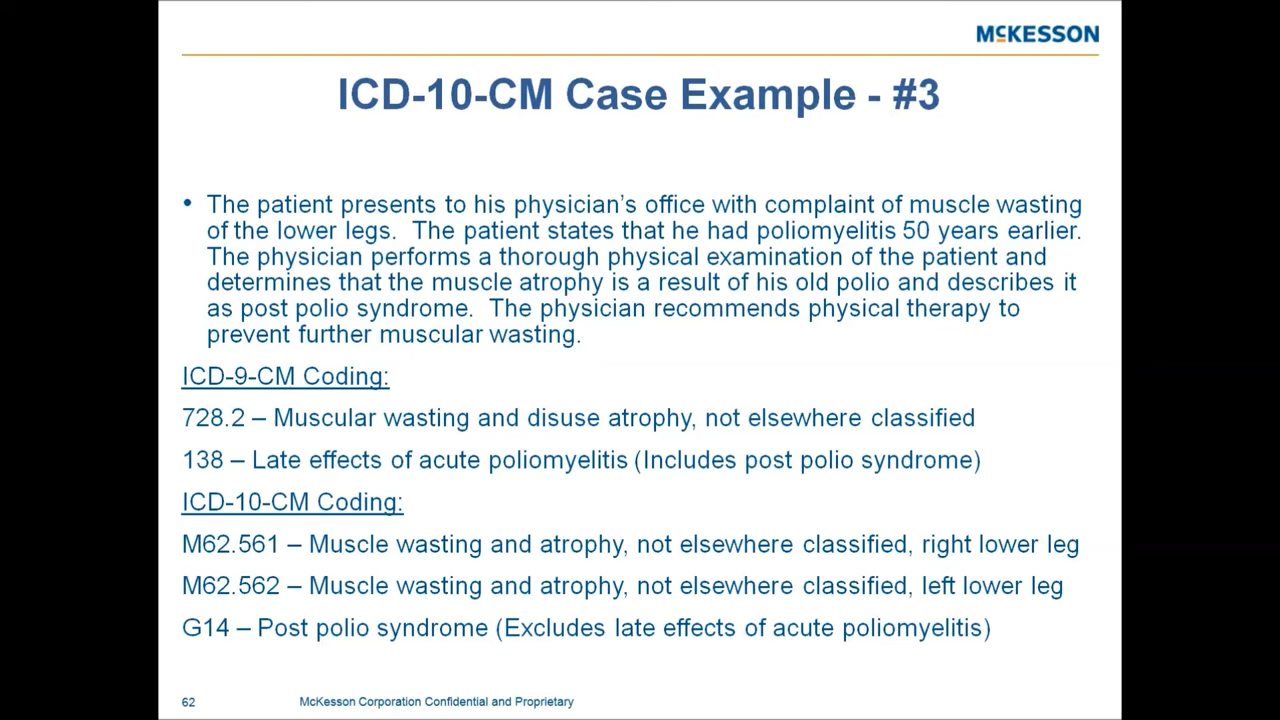 MCKESSON
ICD-10-CM Case Example - #3
• The patient presents to his physician’s office with complaint of muscle wasting
of the lower legs.  The patient states that he had poliomyelitis 50 years earlier.
The physician performs a thorough physical examination of the patient and
determines that the muscle atrophy is a result of his old polio and describes it
as post polio syndrome.  The physician recommends physical therapy to
prevent further muscular wasting.
ICD-9-CM Coding:
728.2 – Muscular wasting and disuse atrophy, not elsewhere classified
138 – Late effects of acute poliomyelitis (Includes post polio syndrome)
ICD-10-CM Coding:
M62.561 – Muscle wasting and atrophy, not elsewhere classified, right lower leg
M62.562 – Muscle wasting and atrophy, not elsewhere classified, left lower leg
G14 – Post polio syndrome (Excludes late effects of acute poliomyelitis)
62 McKesson Corporation Confidential and Proprietary